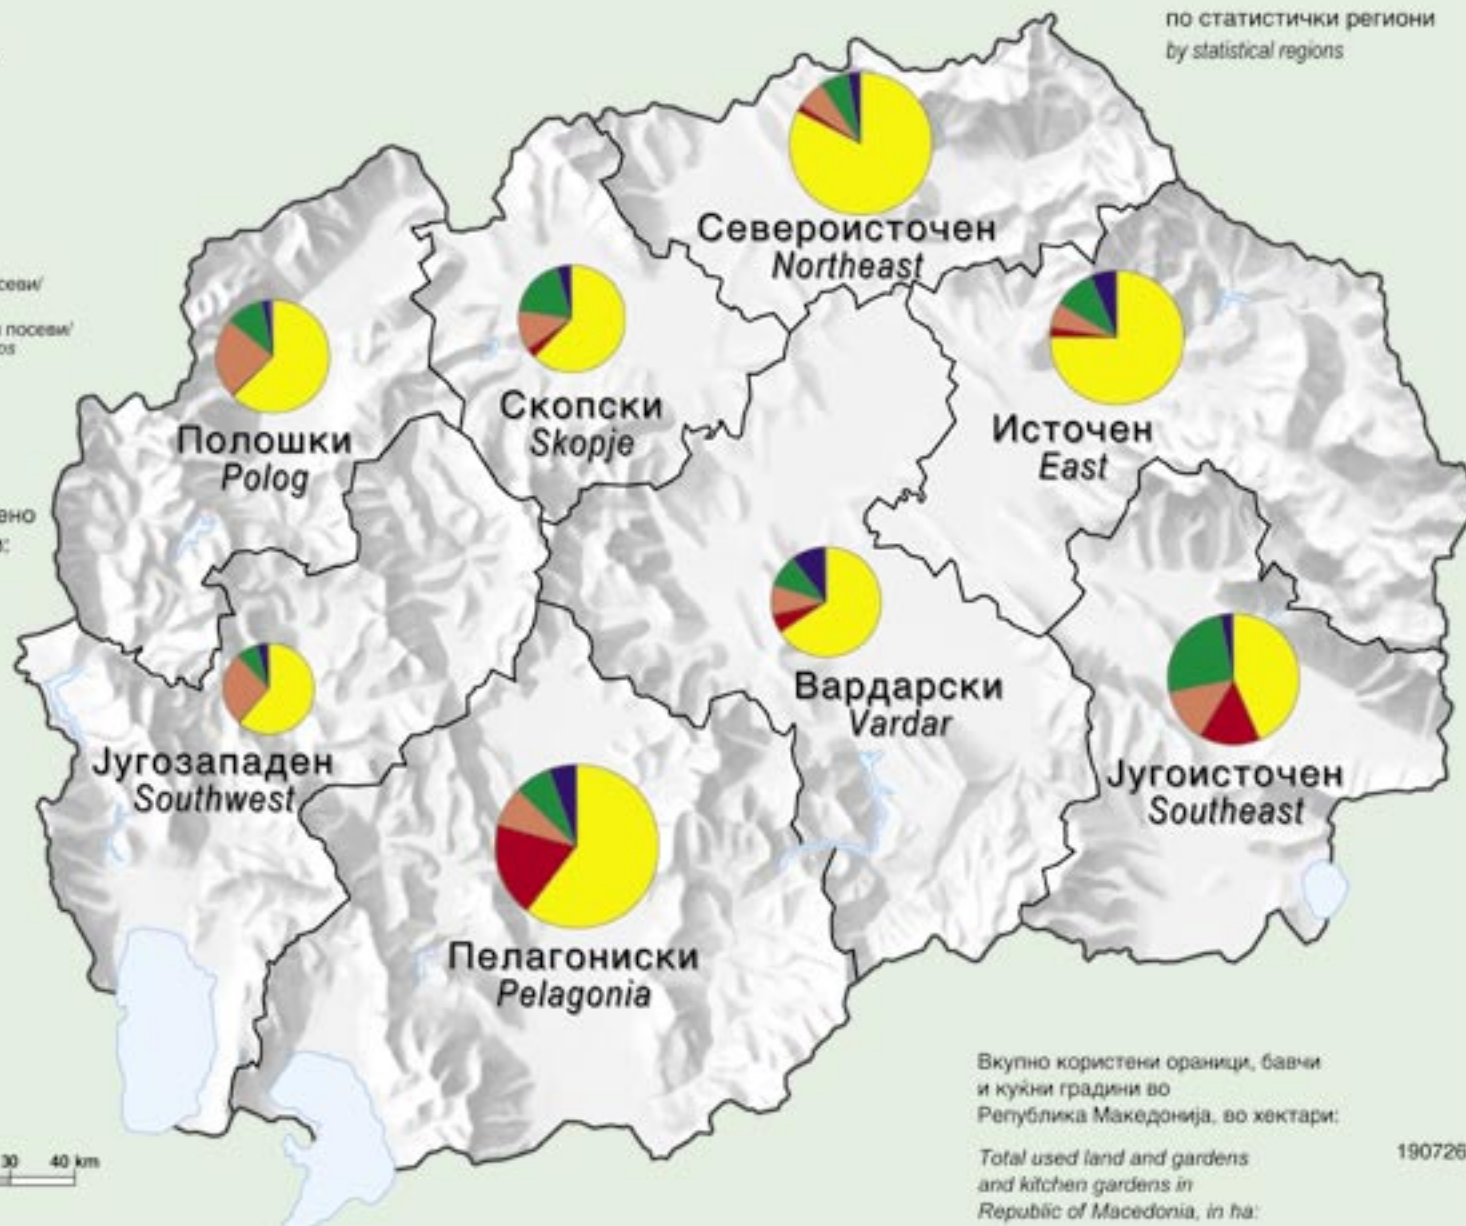 по статистички региони
by statistical regions
Североисточен
Northeast
Скопски
Skopje
Полошки
Polog
Источен
East
Вардарски
Vardar
Југозападен
Southwest
Југоисточен
Southeast
Пелагониски
Pelagonia
посеви/
30 40 km
Вкупно користени ораници, бавчи
и куќни градини во
Република Македонија, во хектари:
190726
Total used land and gardens
and kitchen gardens in
Republic of Macedonia, in ha: